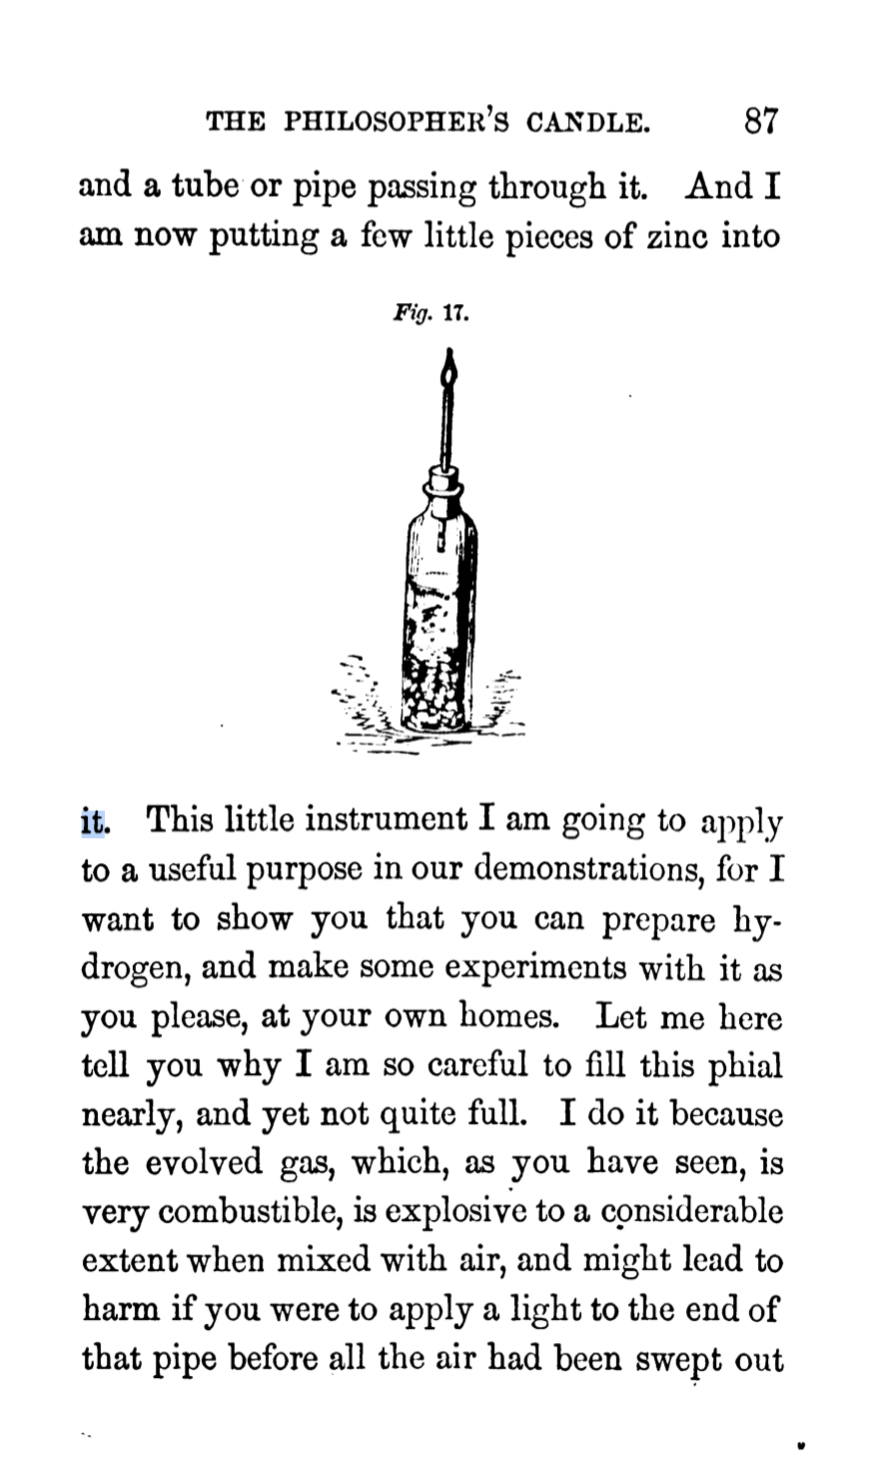 THE PHILOSOPHER'S CANDLE. 87
and a tube or pipe passing through it. And I
am now putting a few little pieces of zinc into
Fig. 17.
it. This little instrument I am going to apply
to a useful purpose in our demonstrations, for I
want to show you that you can prepare hy-
drogen, and make some experiments with it as
you please, at your own homes. Let me here
tell you why I am so careful to fill this phial
nearly, and yet not quite full. I do it because
the evolved gas, which, as you have seen, is
very combustible, is explosive to a considerable
extent when mixed with air, and might lead to
harm if you were to apply a light to the end of
that pipe before all the air had been swept out